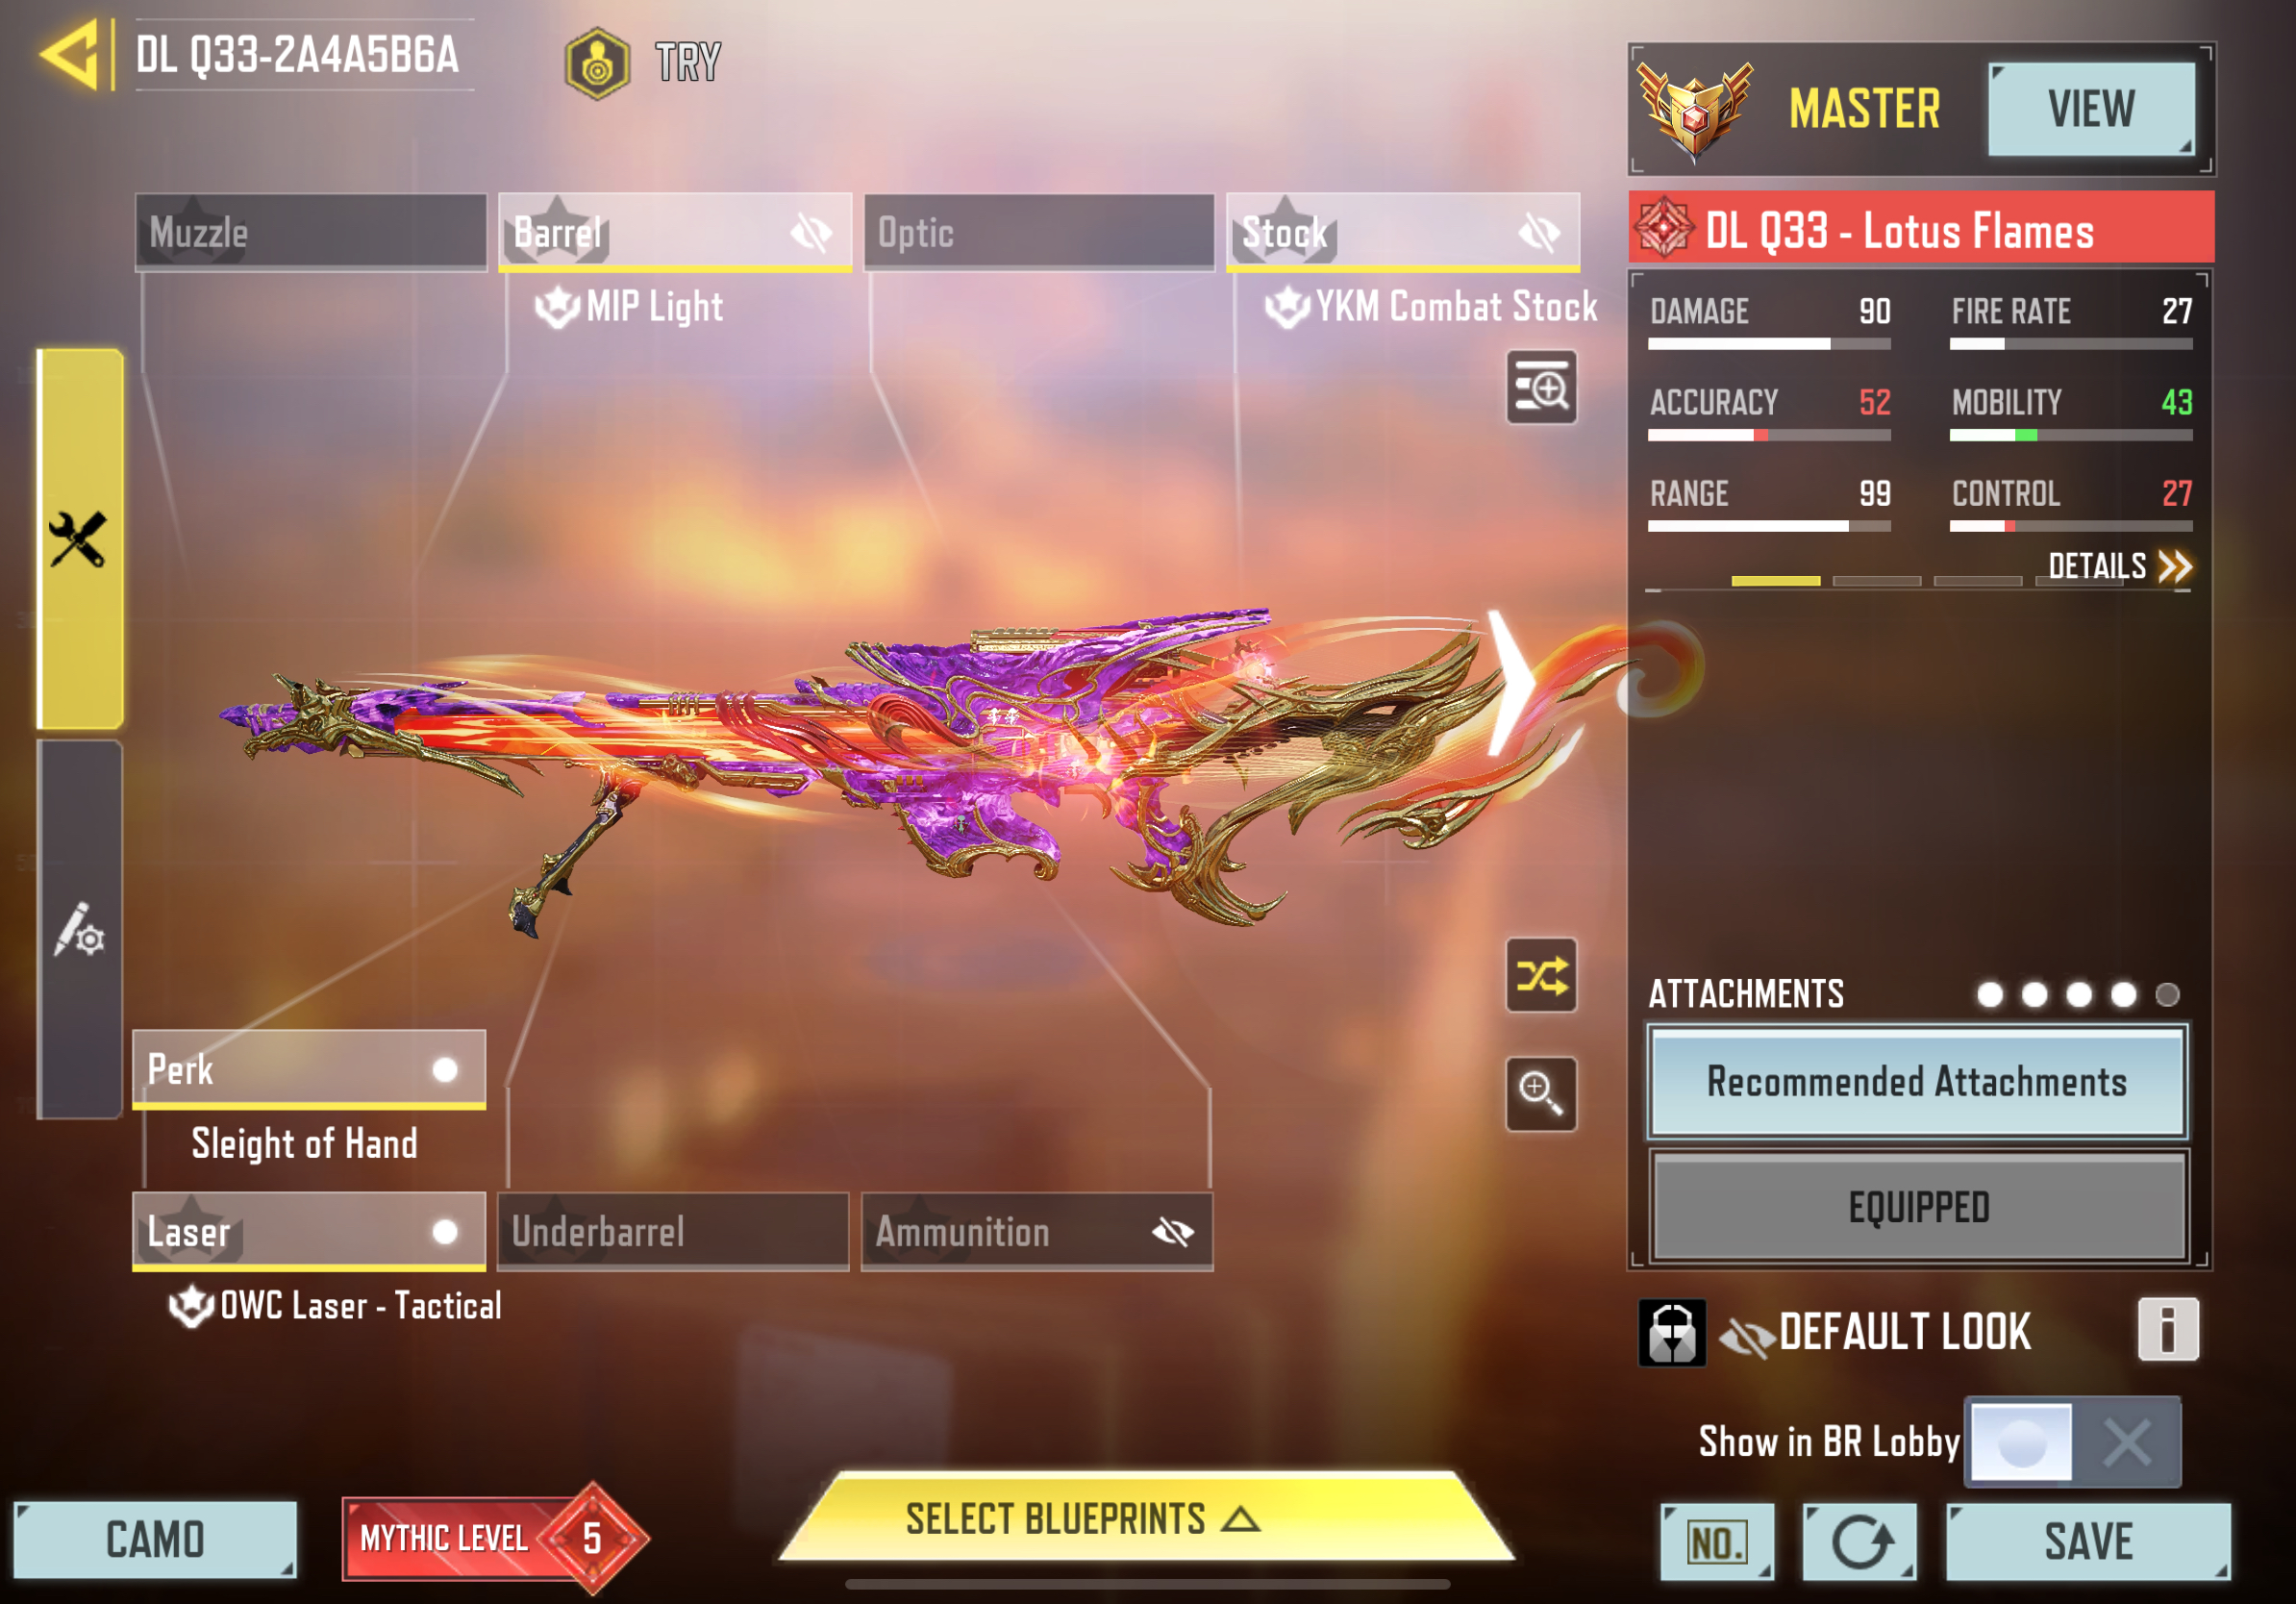 DL Q33-2A4A5B6A
TRY
MASTER
VIEW
Muzzle
Barrel
Optic
Stock
MIP Light
YKM Combat Stock
DL Q33 - Lotus Flames
DAMAGE 90
FIRE RATE 27
ACCURACY 52
MOBILITY 43
RANGE 99
CONTROL 27
DETAILS
ATTACHMENTS
Recommended Attachments
EQUIPPED
Perk
Sleight of Hand
Laser
Underbarrel
Ammunition
OWC Laser - Tactical
DEFAULT LOOK
Show in BR Lobby
CAMO
MYTHIC LEVEL 5
SELECT BLUEPRINTS
NO.
SAVE